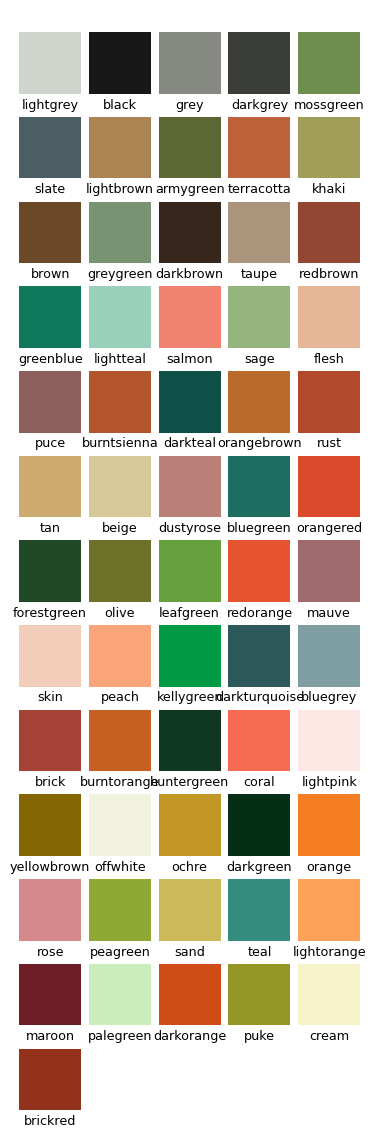 lightgrey black grey darkgrey mossgreen
slate lightbrown armygreen terracotta khaki
brown greygreen darkbrown taupe redbrown
greenblue lightteal salmon sage flesh
puce burntsienna darkteal orangebrown rust
tan beige dustyrose bluegreen orangered
forestgreen olive leafgreen redorange mauve
skin peach kellygreen darkturquoise bluegrey
brick burntorange huntergreen coral lightpink
yellowbrown offwhite ochre darkgreen orange
rose peagreen sand teal lightorange
maroon palegreen darkorange puke cream
brickred